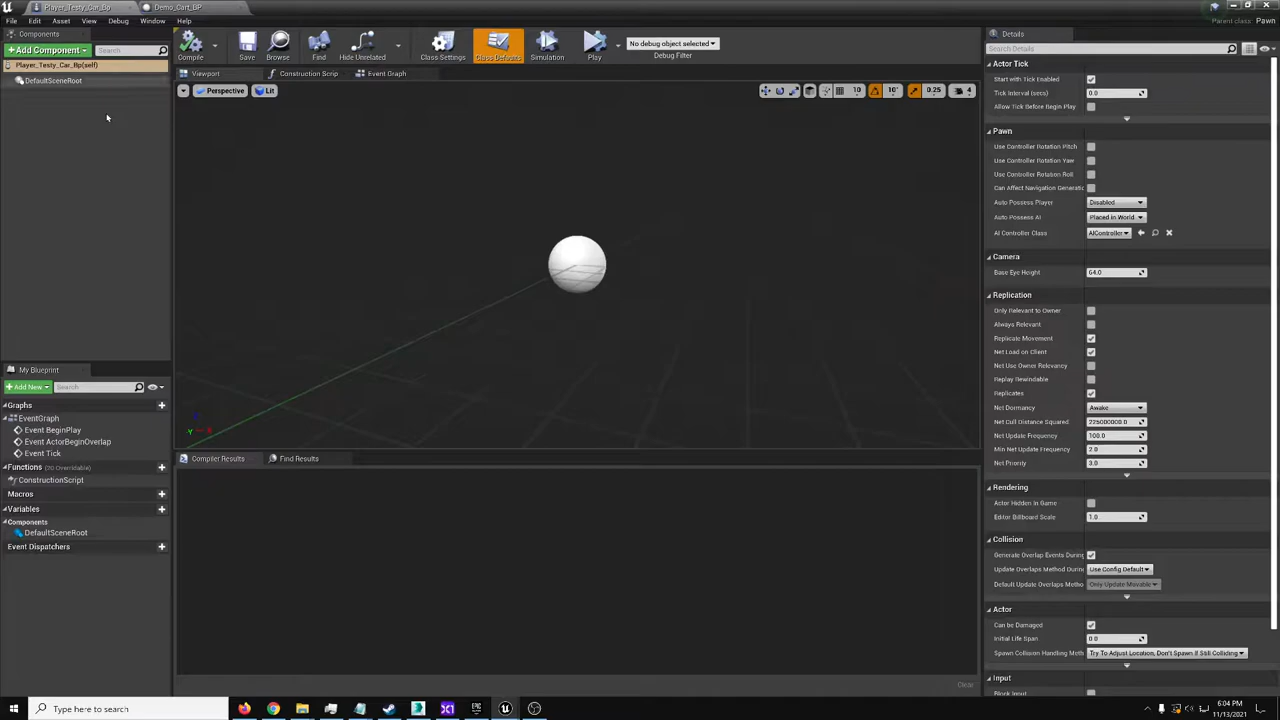 Player_Testy_Car_Bp
Demo_Cart_BP
File Edit Asset View Debug Window Help
Parent class: Pawn
Components
+Add Component
Search
Player_Testy_Car_Bp(self)
DefaultSceneRoot
Compile
Save
Browse
Find
Hide Unrelated
Class Settings
Class Defaults
Simulation
Play
No debug object selected
Debug Filter
Viewport
Construction Scrip
Event Graph
Perspective
Lit
10
10°
0.25
4
X
Y
My Blueprint
+Add New
Search
Graphs
EventGraph
Event BeginPlay
Event ActorBeginOverlap
Event Tick
Functions (20 Overridable)
ConstructionScript
Macros
Variables
Components
DefaultSceneRoot
Event Dispatchers
Compiler Results
Find Results
Clear
Details
Search Details
Actor Tick
Start with Tick Enabled
Tick Interval (secs) 0.0
Allow Tick Before Begin Play
Pawn
Use Controller Rotation Pitch
Use Controller Rotation Yaw
Use Controller Rotation Roll
Can Affect Navigation Generatio
Auto Possess Player Disabled
Auto Possess AI Placed in World
AI Controller Class AIController
Camera
Base Eye Height 64.0
Replication
Only Relevant to Owner
Always Relevant
Replicate Movement
Net Load on Client
Net Use Owner Relevancy
Replay Rewindable
Replicates
Net Dormancy Awake
Net Cull Distance Squared 225000000.0
Net Update Frequency 100.0
Min Net Update Frequency 2.0
Net Priority 3.0
Rendering
Actor Hidden In Game
Editor Billboard Scale 1.0
Collision
Generate Overlap Events During
Update Overlaps Method During Use Config Default
Default Update Overlaps Metho Only Update Movable
Actor
Can be Damaged
Initial Life Span 0.0
Spawn Collision Handling Meth Try To Adjust Location, Don't Spawn If Still Colliding
Input
Block Input
Type here to search
6:04 PM
11/13/2021